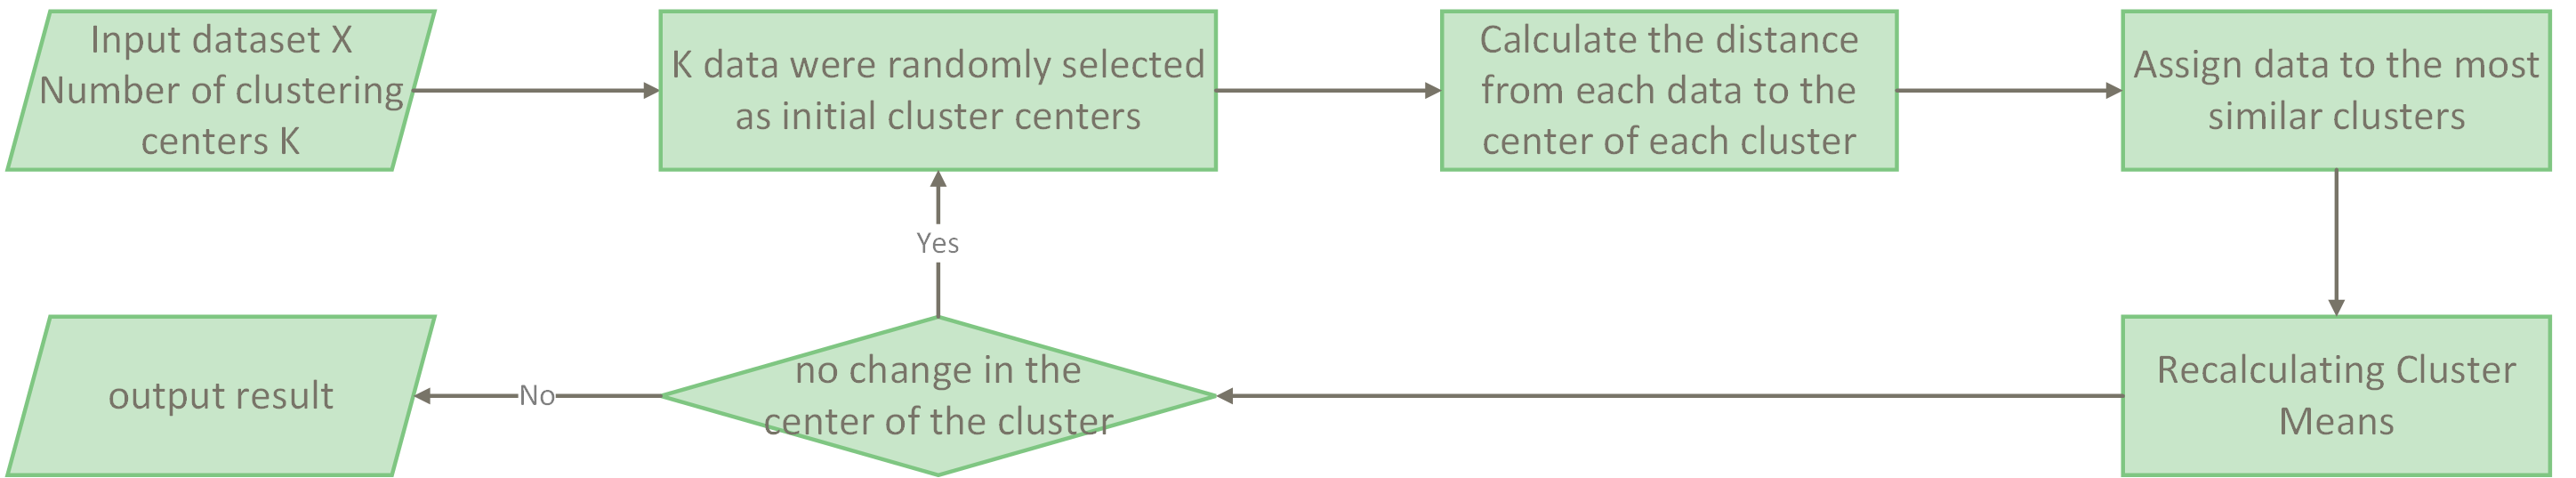 Input dataset X
Number of clustering
centers K
K data were randomly selected
as initial cluster centers
Calculate the distance
from each data to the
center of each cluster
Assign data to the most
similar clusters
Recalculating Cluster
Means
no change in the
center of the cluster
Yes
No
output result